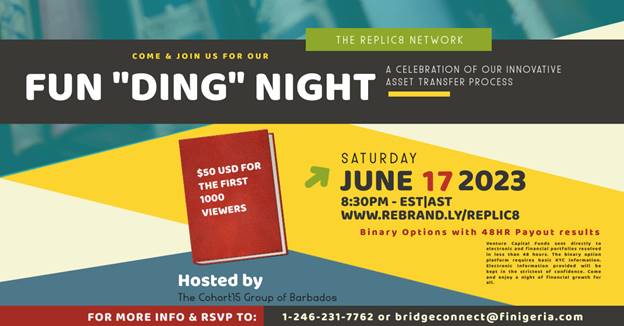 THE REPLIC8 NETWORK
COME & JOIN US FOR OUR
FUN "DING" NIGHT
A CELEBRATION OF OUR INNOVATIVE
ASSET TRANSFER PROCESS
$50 USD FOR
THE FIRST
1000
VIEWERS
SATURDAY
JUNE 17 2023
8:30PM - EST|AST
WWW.REBRAND.LY/REPLIC8
Binary Options with 48HR Payout results
Venture Capital Funds sent directly to
electronic and financial portfolios resolved
in less than 48 hours. The binary option
platform requires basic KYC information.
Electronic information provided will be
kept in the strictest of confidence. Come
and enjoy a night of financial growth for
all.
Hosted by
The Cohort15 Group of Barbados
FOR MORE INFO & RSVP TO: 1-246-231-7762 or bridgeconnect@finigeria.com